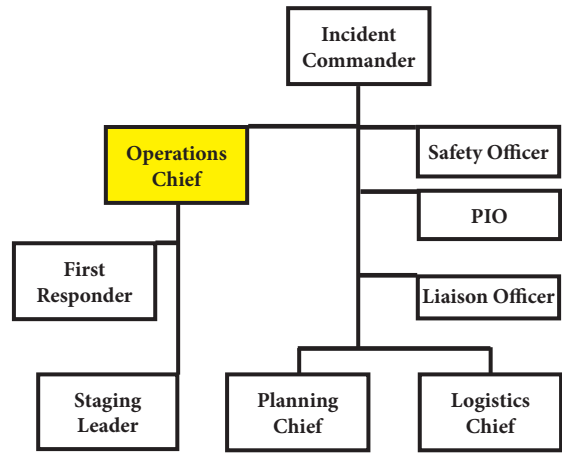 Incident
Commander
Operations
Chief
Safety Officer
PIO
First
Responder
Liaison Officer
Staging
Leader
Planning
Chief
Logistics
Chief